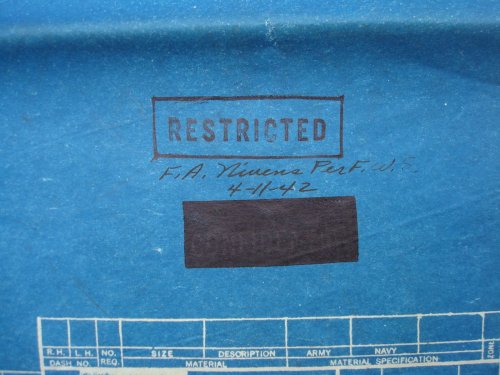 RESTRICTED
F.A. Nivens Perf. W.E.
4-11-42
R.H. L.H. NO. SIZE DESCRIPTION ARMY NAVY
DASH NO. REQ. MATERIAL MATERIAL SPECIFICATION